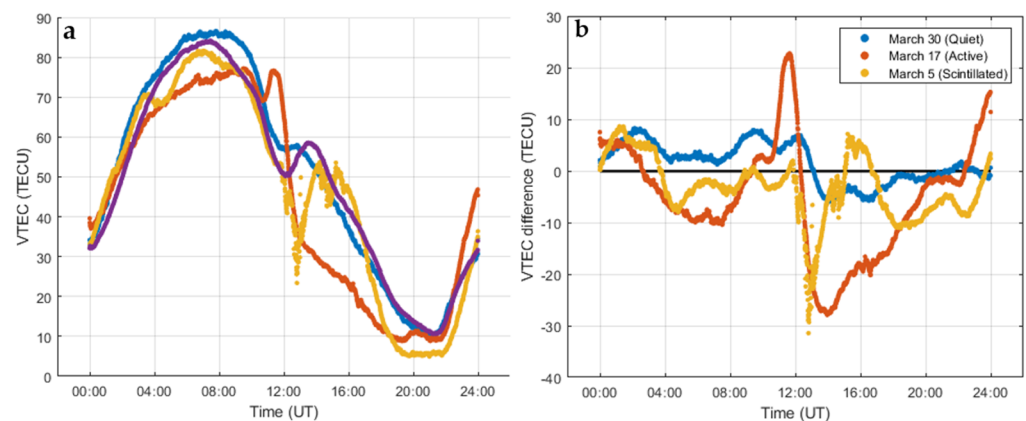 a
VTEC (TECU)
90
80
70
60
50
40
30
20
10
0
00:00 04:00 08:00 12:00 16:00 20:00 24:00
Time (UT)
b
VTEC difference (TECU)
30
20
10
0
-10
-20
-30
-40
00:00 04:00 08:00 12:00 16:00 20:00 24:00
Time (UT)
March 30 (Quiet)
March 17 (Active)
March 5 (Scintillated)